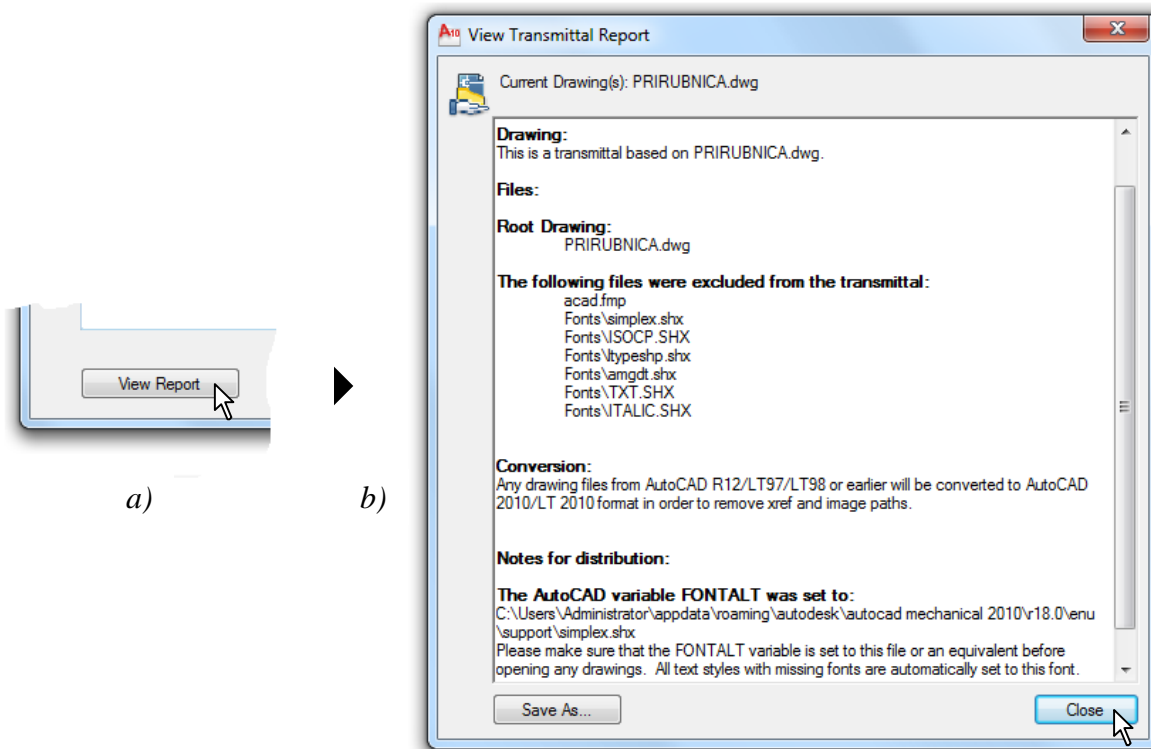 View Transmittal Report
Current Drawing(s): PRIRUBNICA.dwg
Drawing:
This is a transmittal based on PRIRUBNICA.dwg.
Files:
Root Drawing:
PRIRUBNICA.dwg
The following files were excluded from the transmittal:
acad.fmp
Fonts\simplex.shx
Fonts\ISOCP.SHX
Fonts\ltypeshp.shx
Fonts\amgdt.shx
Fonts\TXT.SHX
Fonts\ITALIC.SHX
Conversion:
Any drawing files from AutoCAD R12/LT97/LT98 or earlier will be converted to AutoCAD
2010/LT 2010 format in order to remove xref and image paths.
Notes for distribution:
The AutoCAD variable FONTALT was set to:
C:\Users\Administrator\appdata\roaming\autodesk\autocad mechanical 2010\r18.0\enu
\support\simplex.shx
Please make sure that the FONTALT variable is set to this file or an equivalent before
opening any drawings.  All text styles with missing fonts are automatically set to this font.
Save As...
Close
View Report
a)
b)